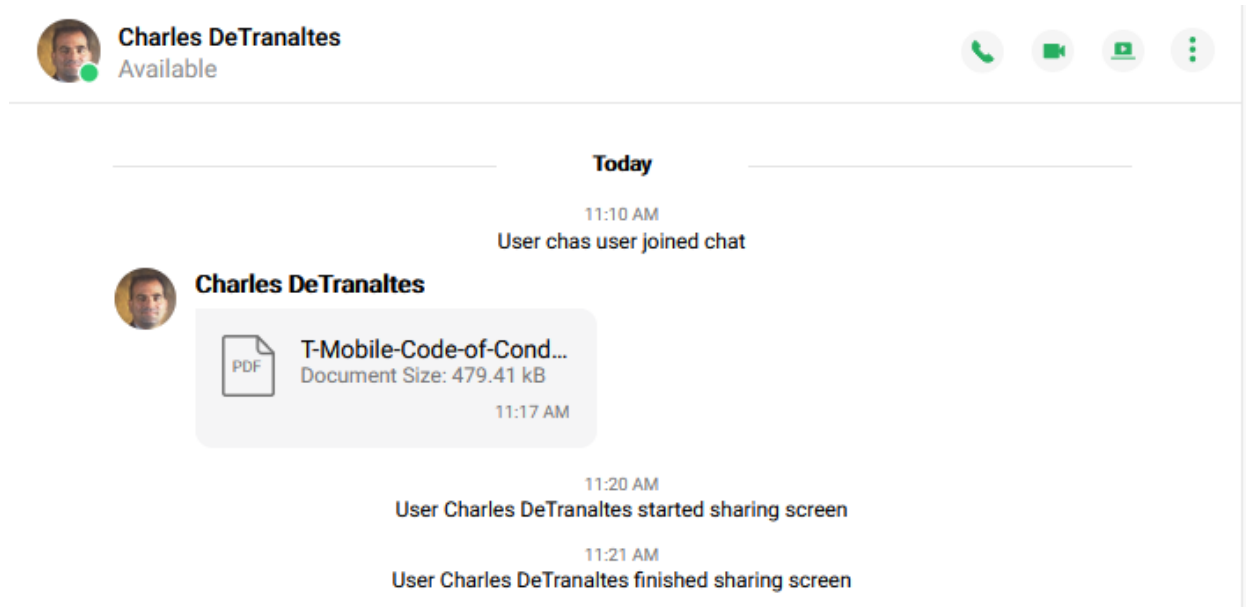 Charles DeTranaltes
Available
Today
11:10 AM
User chas user joined chat
Charles DeTranaltes
PDF
T-Mobile-Code-of-Cond...
Document Size: 479.41 kB
11:17 AM
11:20 AM
User Charles DeTranaltes started sharing screen
11:21 AM
User Charles DeTranaltes finished sharing screen